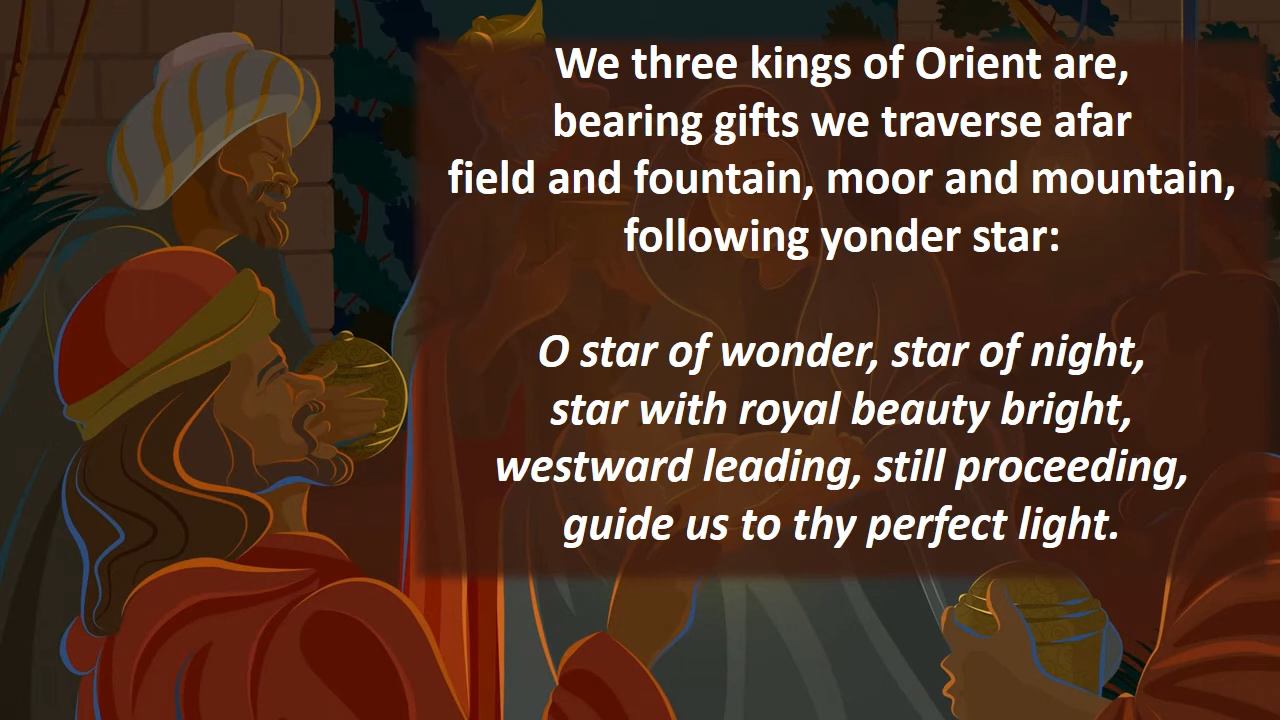 We three kings of Orient are,
bearing gifts we traverse afar
field and fountain, moor and mountain,
following yonder star:
O star of wonder, star of night,
star with royal beauty bright,
westward leading, still proceeding,
guide us to thy perfect light.